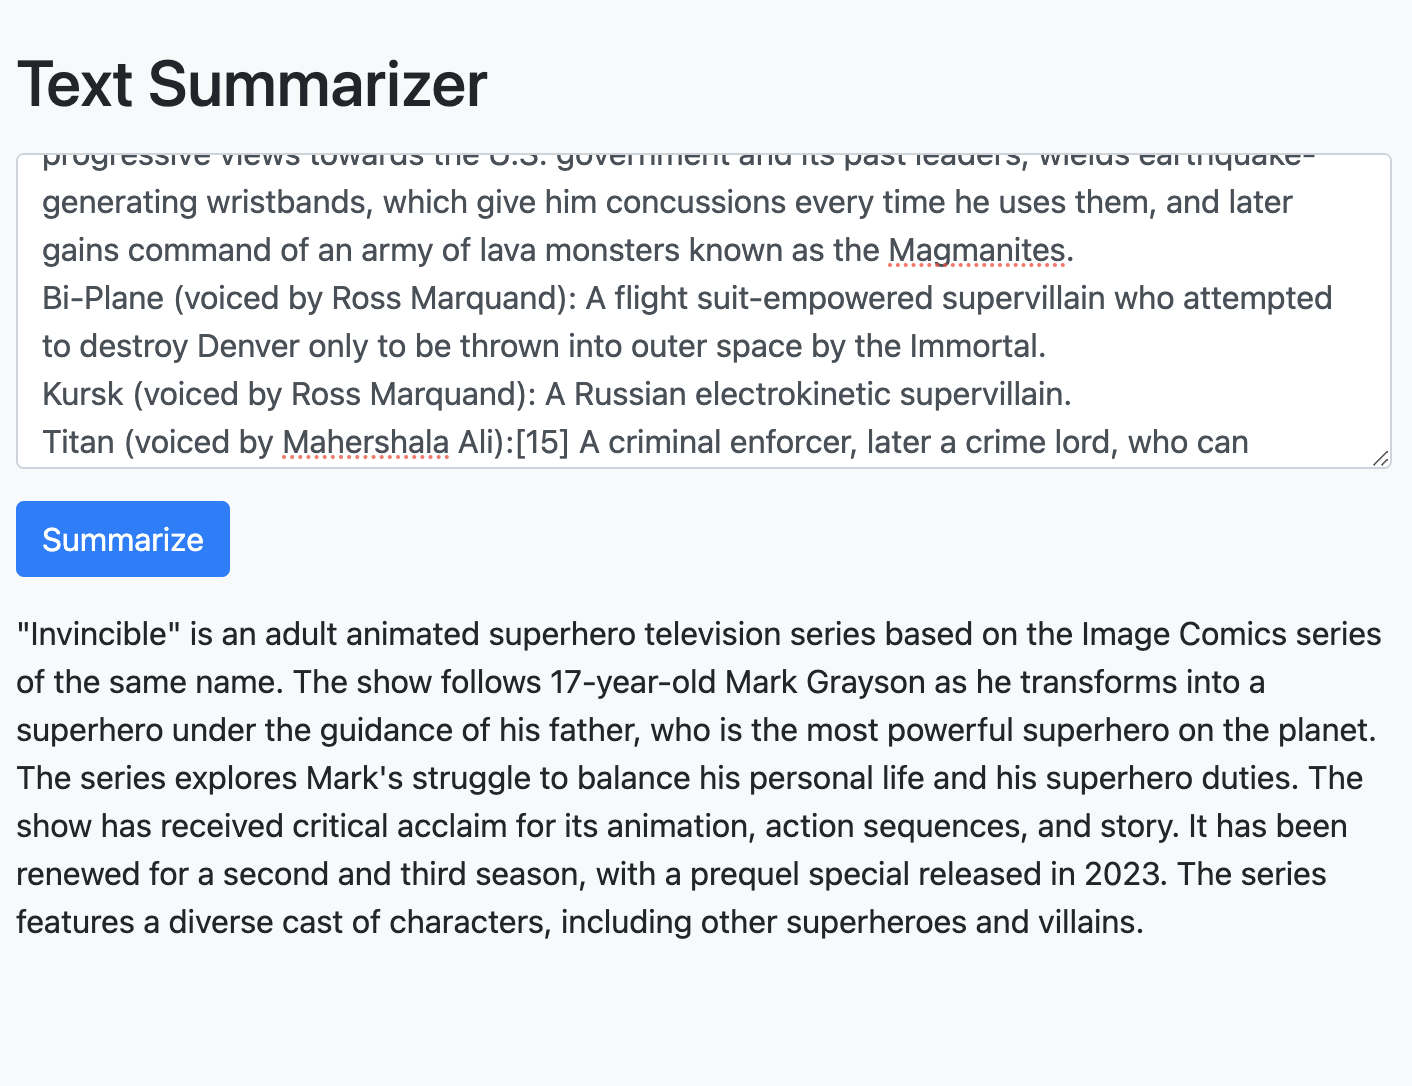 Text Summarizer
progressive views towards the U.S. government and its past leaders, wields earthquake-
generating wristbands, which give him concussions every time he uses them, and later
gains command of an army of lava monsters known as the Magmanites.
Bi-Plane (voiced by Ross Marquand): A flight suit-empowered supervillain who attempted
to destroy Denver only to be thrown into outer space by the Immortal.
Kursk (voiced by Ross Marquand): A Russian electrokinetic supervillain.
Titan (voiced by Mahershala Ali):[15] A criminal enforcer, later a crime lord, who can
Summarize
"Invincible" is an adult animated superhero television series based on the Image Comics series
of the same name. The show follows 17-year-old Mark Grayson as he transforms into a
superhero under the guidance of his father, who is the most powerful superhero on the planet.
The series explores Mark's struggle to balance his personal life and his superhero duties. The
show has received critical acclaim for its animation, action sequences, and story. It has been
renewed for a second and third season, with a prequel special released in 2023. The series
features a diverse cast of characters, including other superheroes and villains.